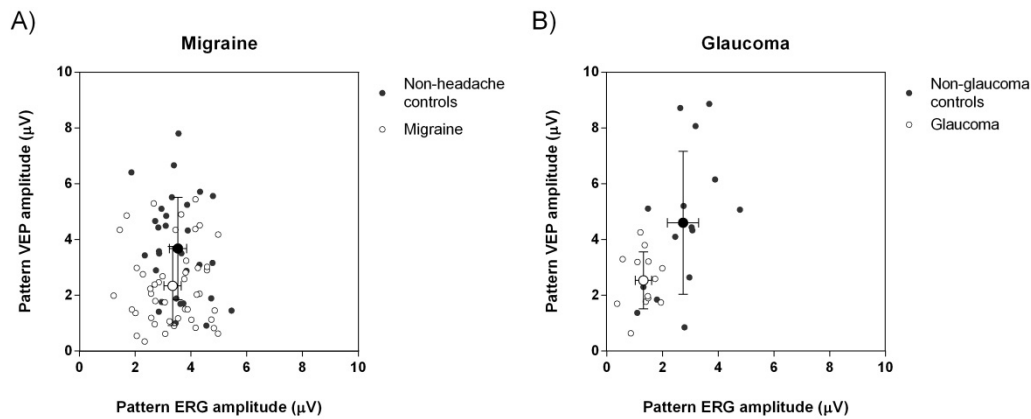 A)
Migraine
10
8
6
4
2
0
0 2 4 6 8 10
Pattern VEP amplitude (μV)
Pattern ERG amplitude (μV)
Non-headache
controls
Migraine
B)
Glaucoma
10
8
6
4
2
0
0 2 4 6 8 10
Pattern VEP amplitude (μV)
Pattern ERG amplitude (μV)
Non-glaucoma
controls
Glaucoma